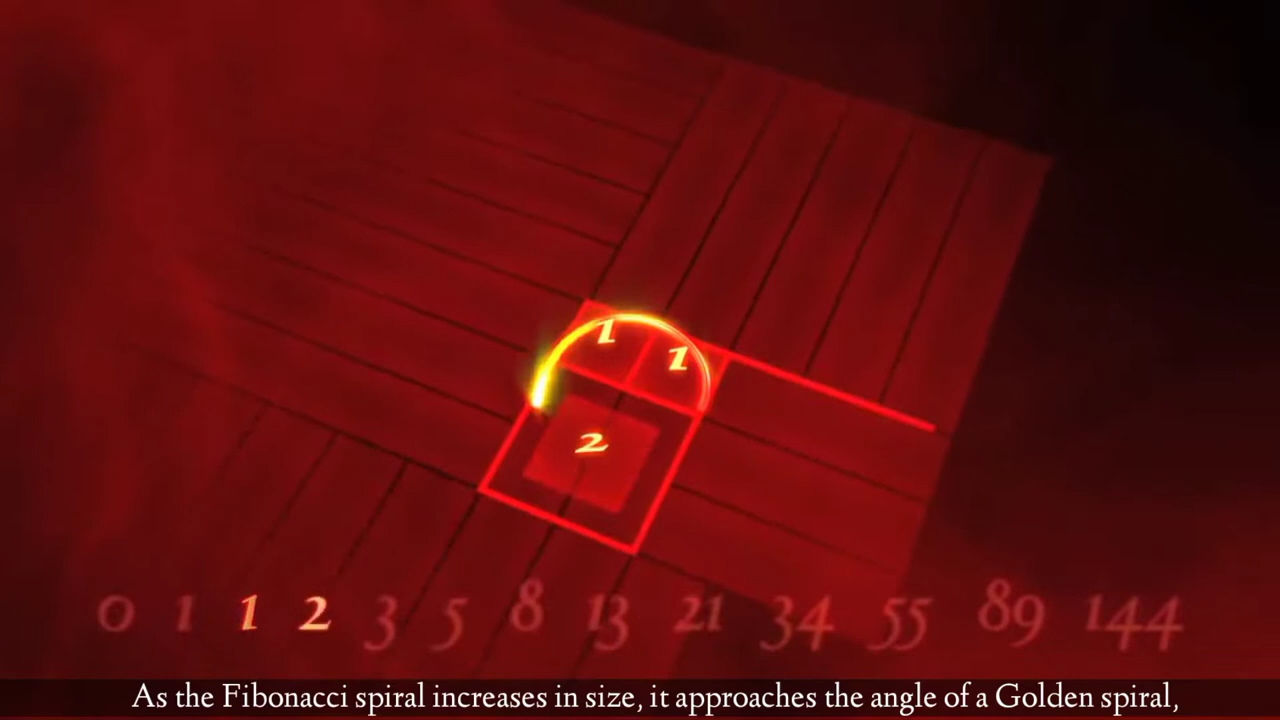 1
1
2
0 1 1 2 3 5 8 13 21 34 55 89 144
As the Fibonacci spiral increases in size, it approaches the angle of a Golden spiral,